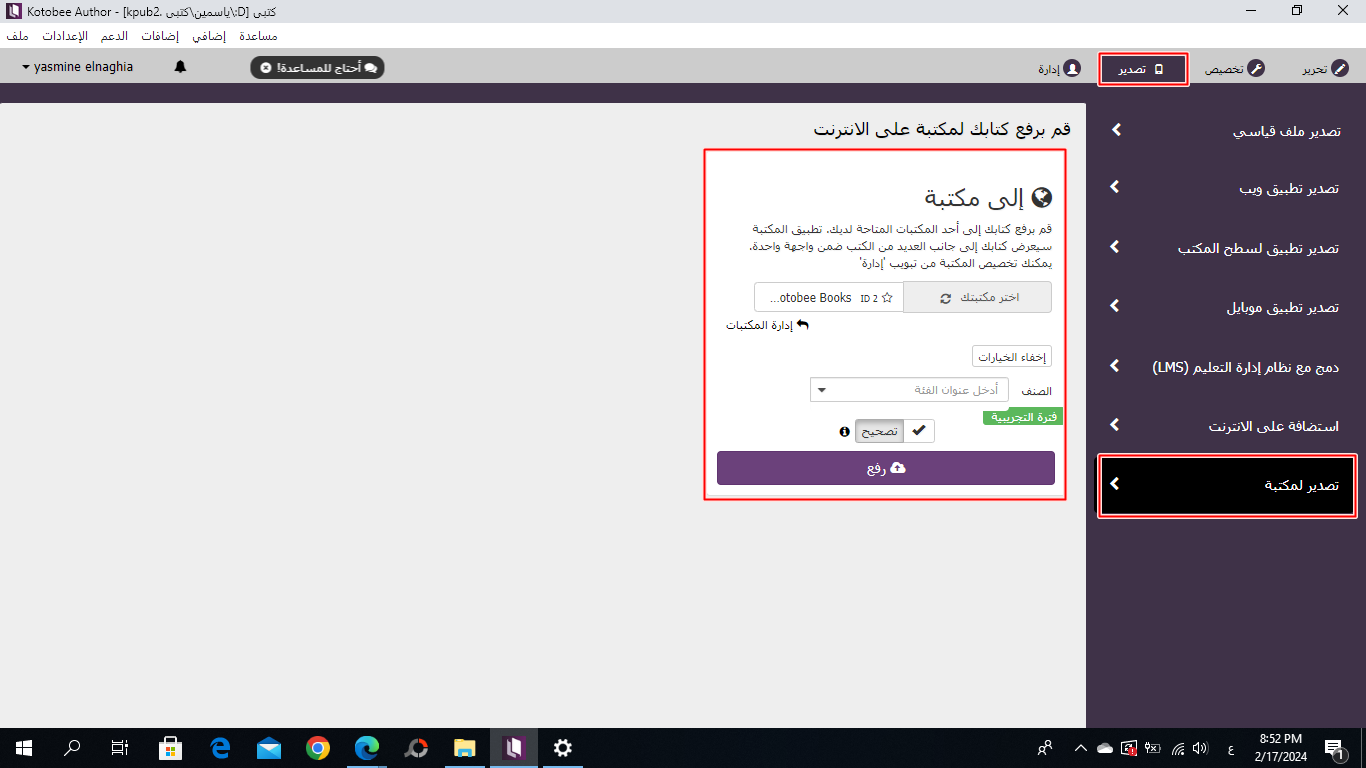 Kotobee Author - [kpub2. كتبى\ياسمين\:D] كتبي
ملف الإعدادات الدعم إضافات إضافي مساعدة
تحرير تخصيص تصدير إدارة أحتاج للمساعدة! yasmine elnaghia
تصدير ملف قياسي
تصدير تطبيق ويب
تصدير تطبيق لسطح المكتب
تصدير تطبيق موبايل
دمج مع نظام إدارة التعليم (LMS)
استضافة على الانترنت
تصدير لمكتبة
قم برفع كتابك لمكتبة على الانترنت
إلى مكتبة
قم برفع كتابك إلى أحد المكتبات المتاحة لديك. تطبيق المكتبة
سيعرض كتابك إلى جانب العديد من الكتب ضمن واجهة واحدة.
يمكنك تخصيص المكتبة من تبويب 'إدارة'
اختر مكتبتك ...otobee Books ID 2
إدارة المكتبات
إخفاء الخيارات
الصنف أدخل عنوان الفئة
فترة التجريبية
تصحيح
رفع
8:52 PM
ع
2/17/2024
1